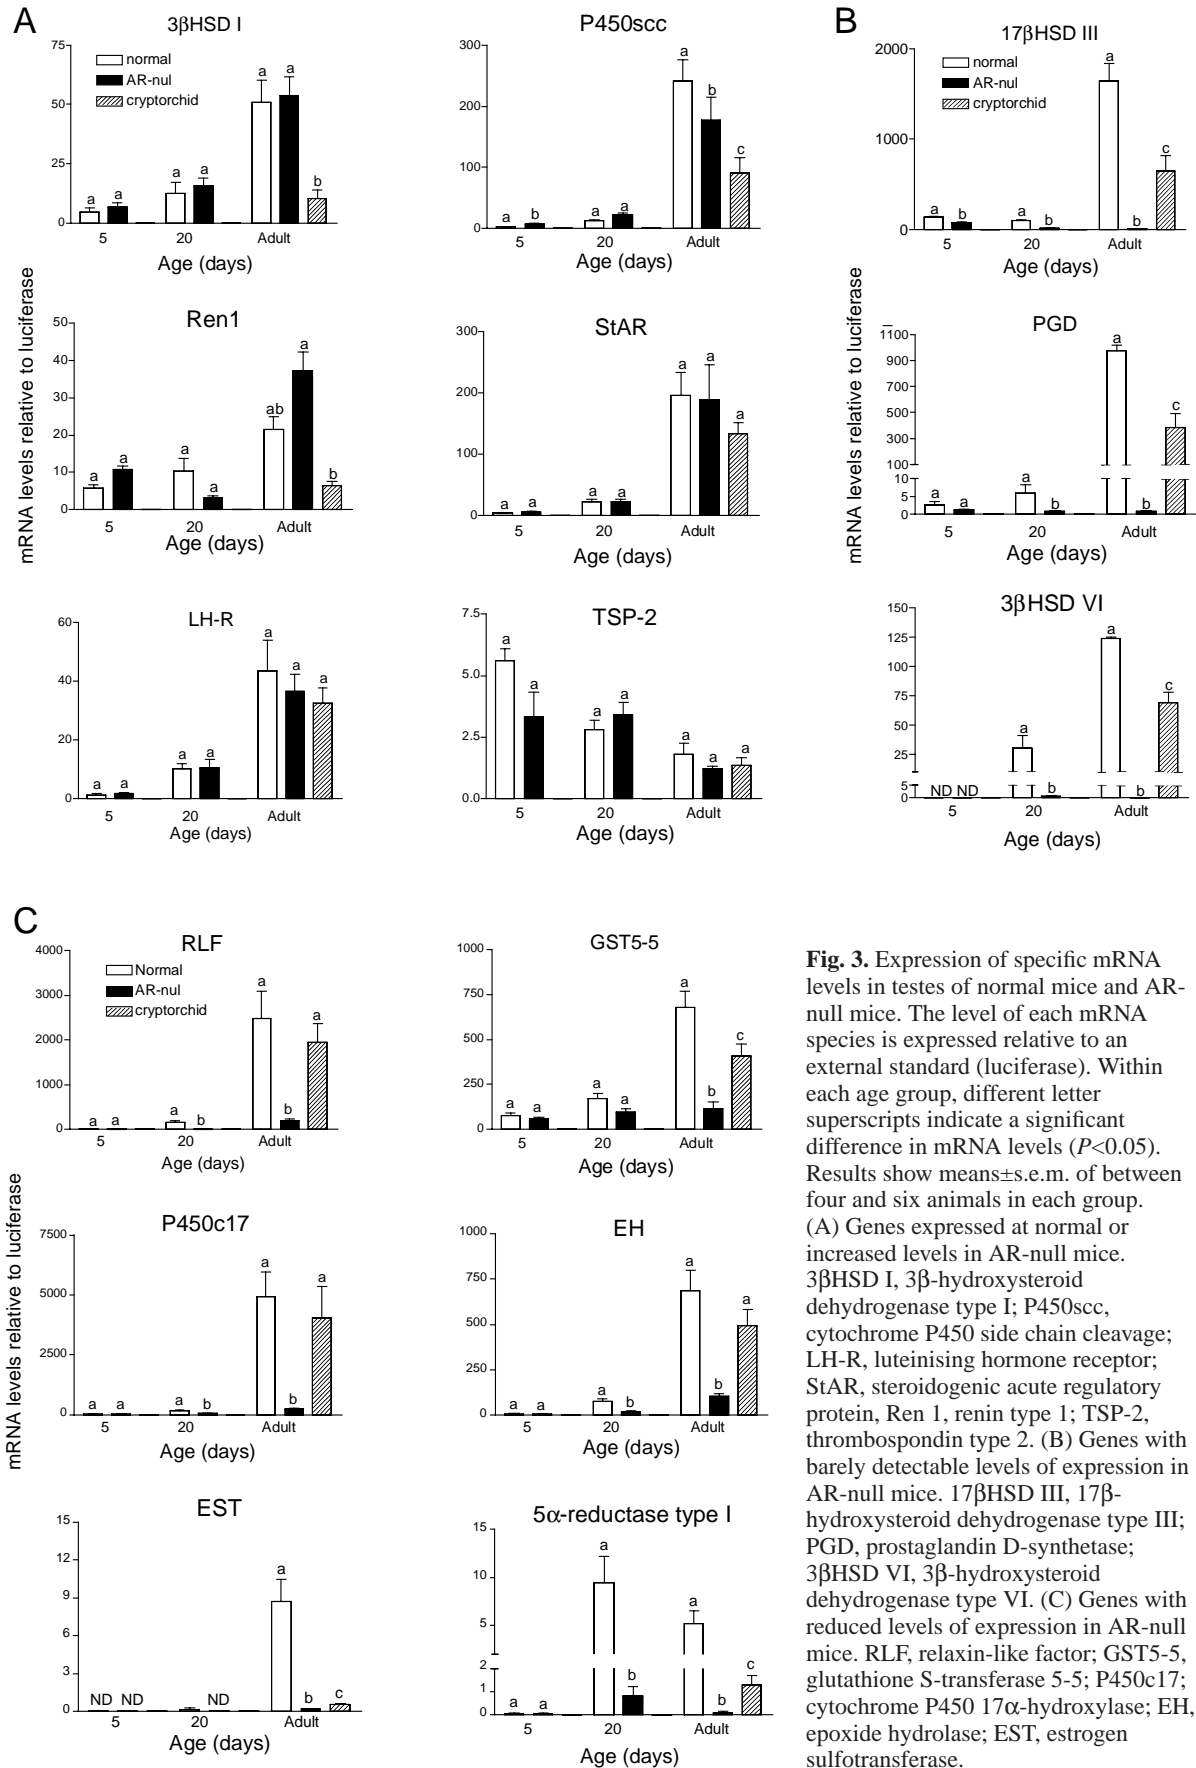 A
3βHSD I
75
50
25
0
normal
AR-nul
cryptorchid
a
a
a
a
a
a
b
5
20
Adult
Age (days)
P450scc
300
200
100
0
a
b
a
a
a
b
c
5
20
Adult
Age (days)
mRNA levels relative to luciferase
Ren1
50
40
30
20
10
0
a
a
a
a
ab
a
b
5
20
Adult
Age (days)
StAR
300
200
100
0
a
a
a
a
a
a
a
5
20
Adult
Age (days)
LH-R
60
40
20
0
a
a
a
a
a
a
a
5
20
Adult
Age (days)
TSP-2
7.5
5.0
2.5
0.0
a
a
a
a
a
a
a
5
20
Adult
Age (days)
B
17βHSD III
2000
1000
0
normal
AR-nul
cryptorchid
a
b
a
b
a
b
c
5
20
Adult
Age (days)
mRNA levels relative to luciferase
PGD
1100
900
700
500
300
100
10
5
0
a
a
a
b
a
b
c
5
20
Adult
Age (days)
3βHSD VI
150
125
100
75
50
25
5
0
ND ND
a
b
a
b
c
5
20
Adult
Age (days)
C
RLF
4000
3000
2000
1000
0
Normal
AR-nul
cryptorchid
a
a
a
b
a
b
a
5
20
Adult
Age (days)
GST5-5
1000
750
500
250
0
a
a
a
a
a
b
c
5
20
Adult
Age (days)
mRNA levels relative to luciferase
P450c17
7500
5000
2500
0
a
a
a
b
a
b
a
5
20
Adult
Age (days)
EH
1000
750
500
250
0
a
a
a
b
a
b
a
5
20
Adult
Age (days)
EST
15
12
9
6
3
0
ND ND
ND
a
b
c
5
20
Adult
Age (days)
5α-reductase type I
15
10
5
2
1
0
a
a
a
b
a
b
c
5
20
Adult
Age (days)
Fig. 3. Expression of specific mRNA
levels in testes of normal mice and AR-
null mice. The level of each mRNA
species is expressed relative to an
external standard (luciferase). Within
each age group, different letter
superscripts indicate a significant
difference in mRNA levels (P<0.05).
Results show means±s.e.m. of between
four and six animals in each group.
(A) Genes expressed at normal or
increased levels in AR-null mice.
3βHSD I, 3β-hydroxysteroid
dehydrogenase type I; P450scc,
cytochrome P450 side chain cleavage;
LH-R, luteinising hormone receptor;
StAR, steroidogenic acute regulatory
protein, Ren 1, renin type 1; TSP-2,
thrombospondin type 2. (B) Genes with
barely detectable levels of expression in
AR-null mice. 17βHSD III, 17β-
hydroxysteroid dehydrogenase type III;
PGD, prostaglandin D-synthetase;
3βHSD VI, 3β-hydroxysteroid
dehydrogenase type VI. (C) Genes with
reduced levels of expression in AR-null
mice. RLF, relaxin-like factor; GST5-5,
glutathione S-transferase 5-5; P450c17;
cytochrome P450 17α-hydroxylase; EH,
epoxide hydrolase; EST, estrogen
sulfotransferase.